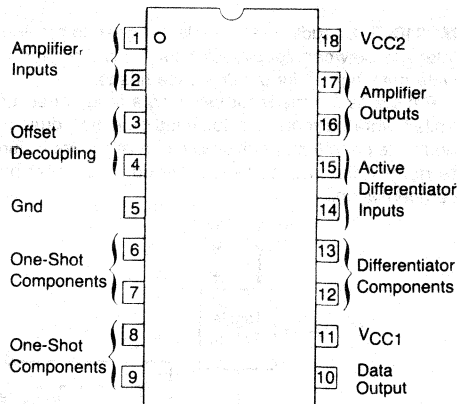 Amplifier
Inputs
Offset
Decoupling
Gnd
One-Shot
Components
One-Shot
Components
1
2
3
4
5
6
7
8
9
18
17
16
15
14
13
12
11
10
VCC2
Amplifier
Outputs
Active
Differentiator
Inputs
Differentiator
Components
VCC1
Data
Output